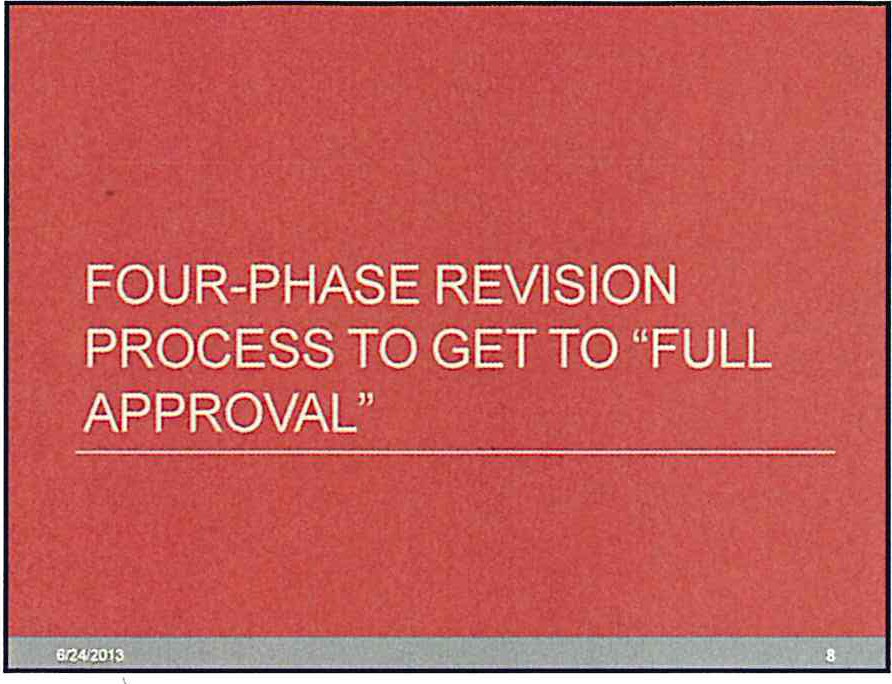 FOUR-PHASE REVISION
PROCESS TO GET TO “FULL
APPROVAL”
6/24/2013 8